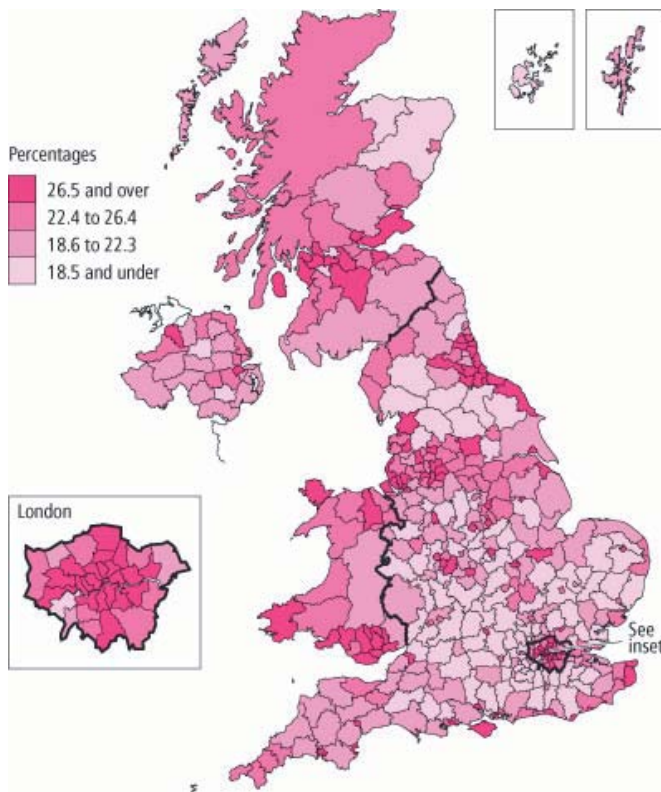 Percentages
26.5 and over
22.4 to 26.4
18.6 to 22.3
18.5 and under
London
See
inset